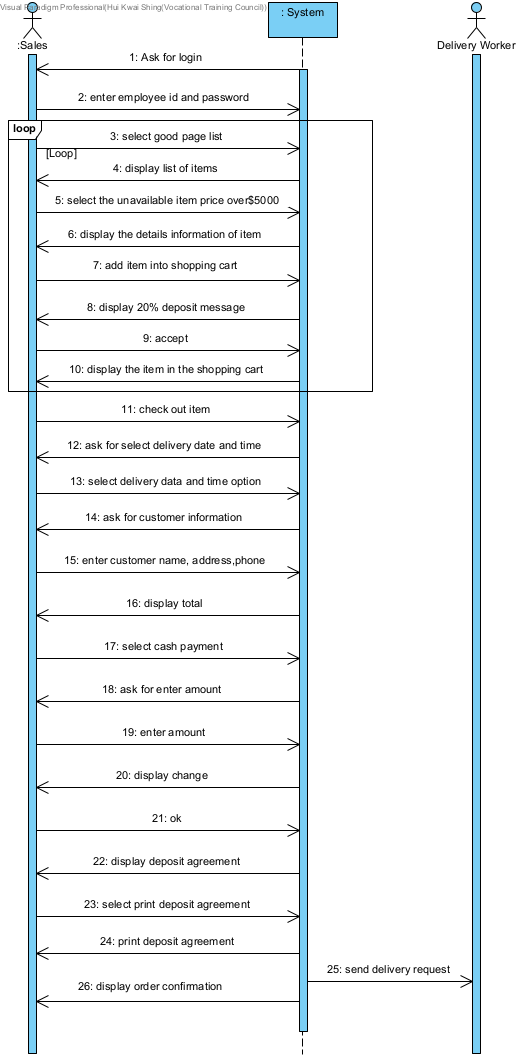 Visual Paradigm Professional(Hui Kwai Shing(Vocational Training Council))
: System
:Sales
Delivery Worker
1: Ask for login
2: enter employee id and password
loop
3: select good page list
[Loop]
4: display list of items
5: select the unavailable item price over$5000
6: display the details information of item
7: add item into shopping cart
8: display 20% deposit message
9: accept
10: display the item in the shopping cart
11: check out item
12: ask for select delivery date and time
13: select delivery data and time option
14: ask for customer information
15: enter customer name, address,phone
16: display total
17: select cash payment
18: ask for enter amount
19: enter amount
20: display change
21: ok
22: display deposit agreement
23: select print deposit agreement
24: print deposit agreement
25: send delivery request
26: display order confirmation